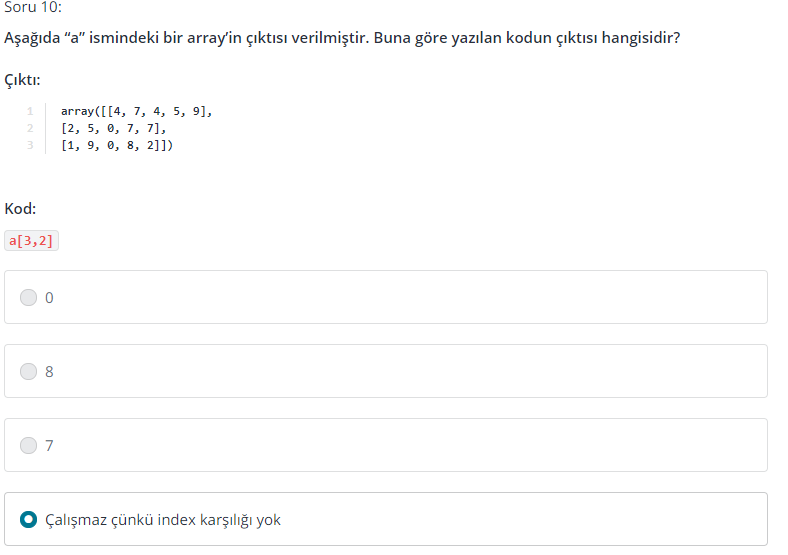 Soru 10:
Aşağıda “a” ismindeki bir array’in çıktısı verilmiştir. Buna göre yazılan kodun çıktısı hangisidir?
Çıktı:
1 array([[4, 7, 4, 5, 9],
2 [2, 5, 0, 7, 7],
3 [1, 9, 0, 8, 2]])
Kod:
a[3,2]
0
8
7
Çalışmaz çünkü index karşılığı yok